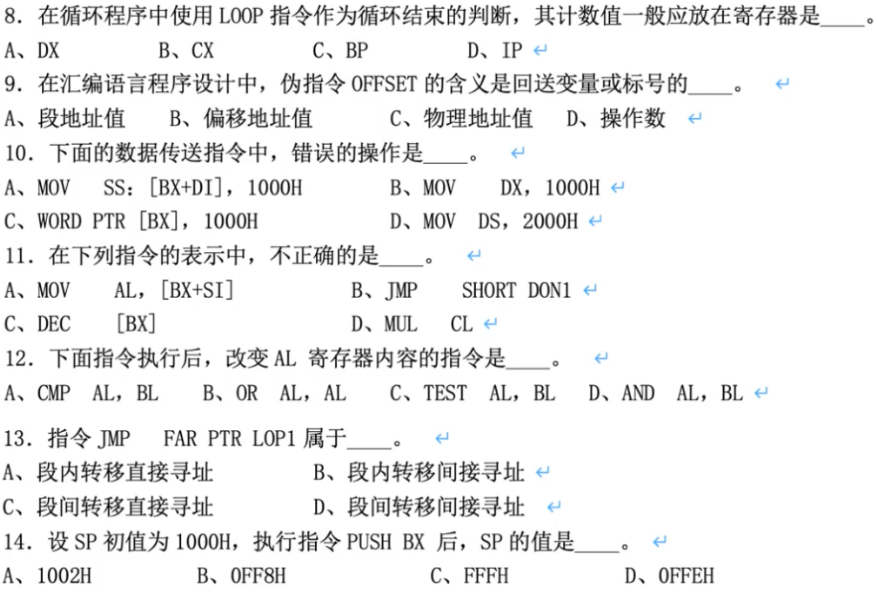 8. 在循环程序中使用 LOOP 指令作为循环结束的判断，其计数值一般应放在寄存器是____。
A、DX B、CX C、BP D、IP ↵
9. 在汇编语言程序设计中，伪指令 OFFSET 的含义是回送变量或标号的____。 ↵
A、段地址值 B、偏移地址值 C、物理地址值 D、操作数 ↵
10. 下面的数据传送指令中，错误的操作是____。 ↵
A、MOV SS：[BX+DI]，1000H B、MOV DX，1000H ↵
C、WORD PTR [BX]，1000H D、MOV DS，2000H ↵
11. 在下列指令的表示中，不正确的是____。 ↵
A、MOV AL，[BX+SI] B、JMP SHORT DON1 ↵
C、DEC [BX] D、MUL CL ↵
12. 下面指令执行后，改变 AL 寄存器内容的指令是____。 ↵
A、CMP AL，BL B、OR AL，AL C、TEST AL，BL D、AND AL，BL ↵
13. 指令 JMP FAR PTR LOP1 属于____。 ↵
A、段内转移直接寻址 B、段内转移间接寻址 ↵
C、段间转移直接寻址 D、段间转移间接寻址 ↵
14. 设 SP 初值为 1000H，执行指令 PUSH BX 后，SP 的值是____。 ↵
A、1002H B、0FF8H C、FFFH D、0FFEH